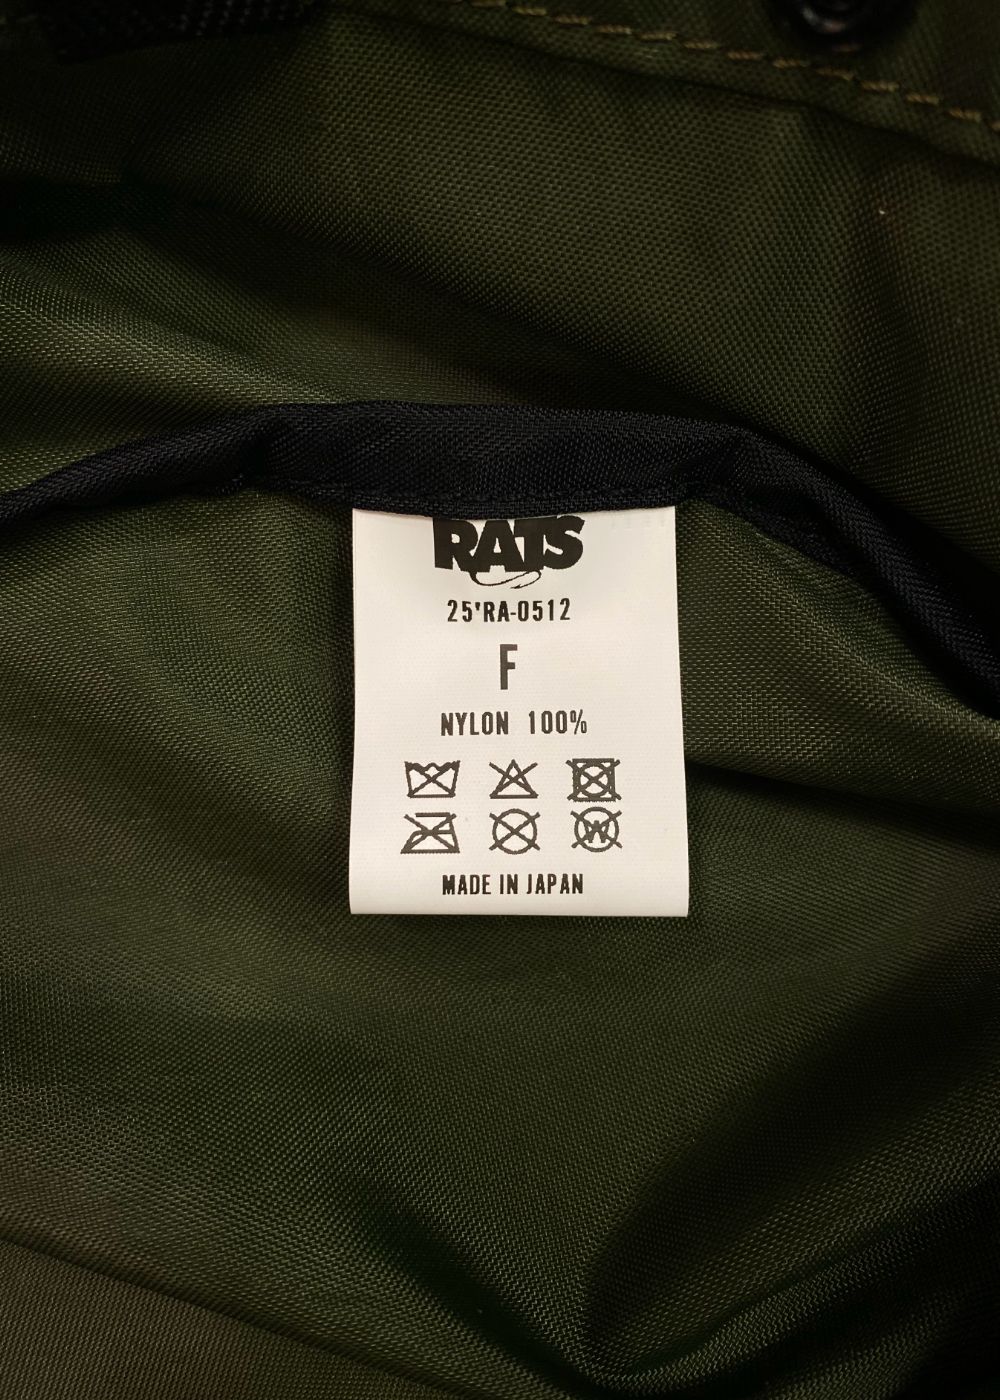 RATS
25'RA-0512
F
NYLON 100%
W
MADE IN JAPAN